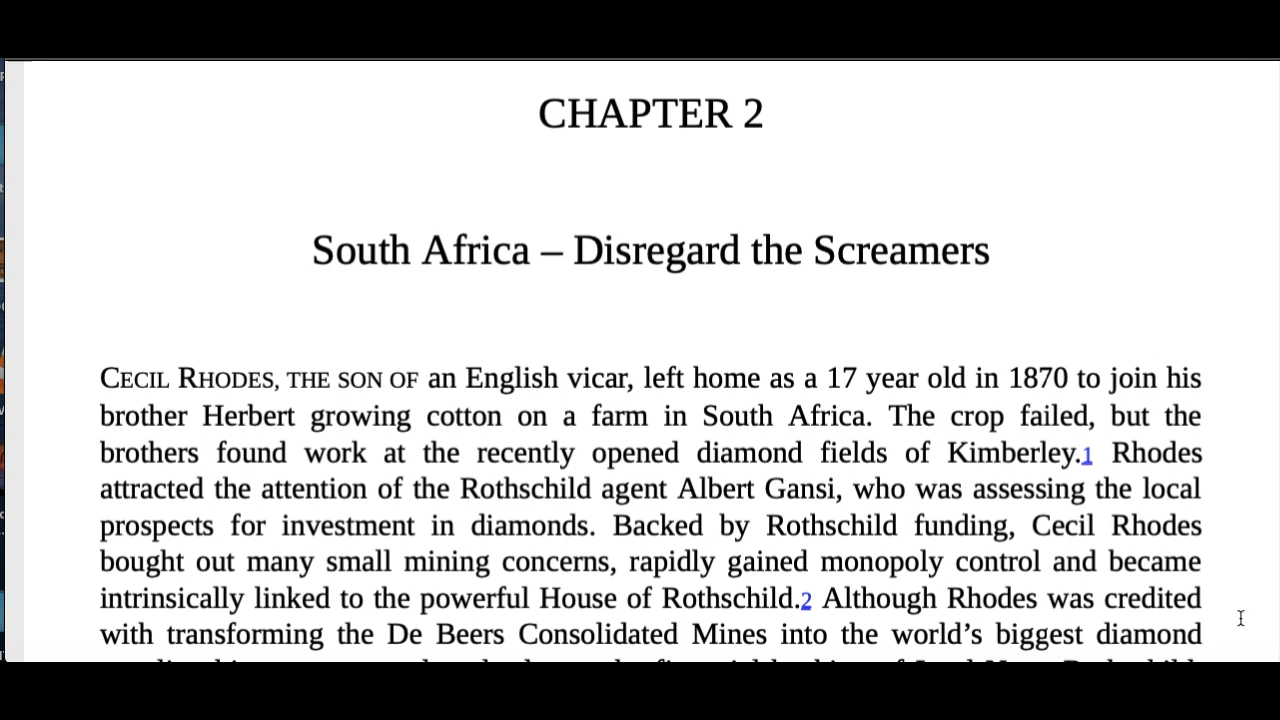 CHAPTER 2
South Africa – Disregard the Screamers
CECIL RHODES, THE SON OF an English vicar, left home as a 17 year old in 1870 to join his
brother Herbert growing cotton on a farm in South Africa. The crop failed, but the
brothers found work at the recently opened diamond fields of Kimberley.1 Rhodes
attracted the attention of the Rothschild agent Albert Gansi, who was assessing the local
prospects for investment in diamonds. Backed by Rothschild funding, Cecil Rhodes
bought out many small mining concerns, rapidly gained monopoly control and became
intrinsically linked to the powerful House of Rothschild.2 Although Rhodes was credited
with transforming the De Beers Consolidated Mines into the world’s biggest diamond